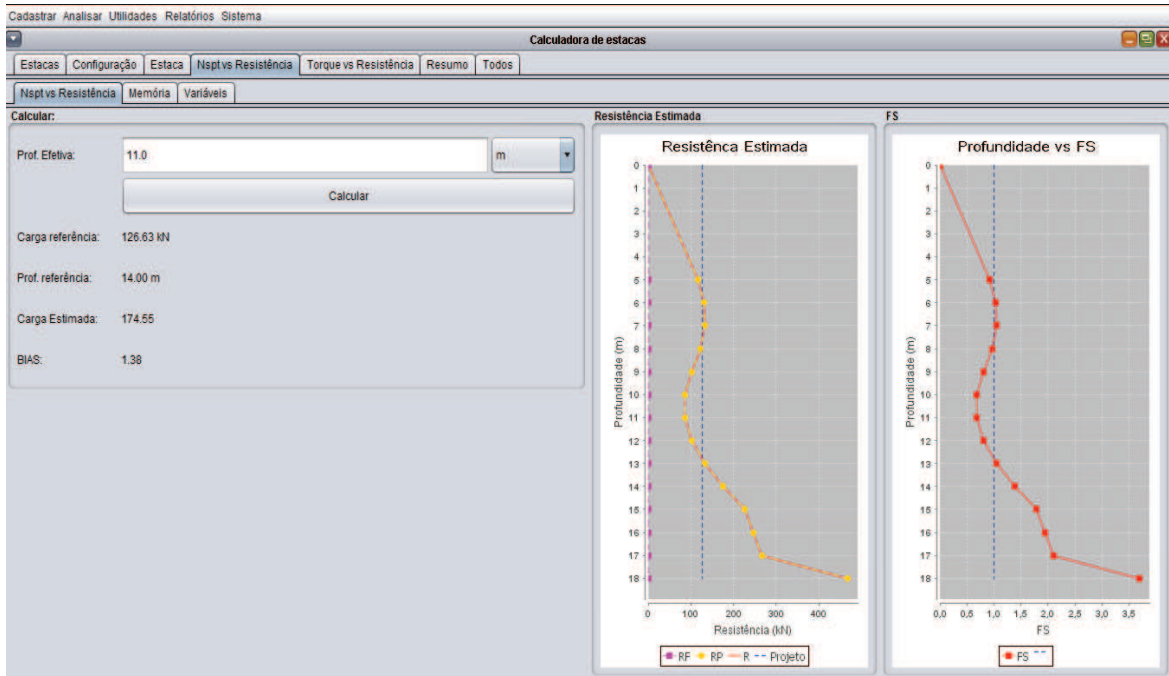 Cadastrar Analisar Utilidades Relatórios Sistema
Calculadora de estacas
Estacas Configuração Estaca Nspt vs Resistência Torque vs Resistência Resumo Todos
Nspt vs Resistência Memória Variáveis
Calcular:
Prof. Efetiva: 11.0 m
Calcular
Carga referência: 126.63 kN
Prof. referência: 14.00 m
Carga Estimada: 174.55
BIAS: 1.38
Resistência Estimada
Resistênca Estimada
0
1
2
3
4
5
6
7
8
9
10
11
12
13
14
15
16
17
18
Profundidade (m)
0 100 200 300 400
Resistência (kN)
RF RP R Projeto
FS
Profundidade vs FS
0
1
2
3
4
5
6
7
8
9
10
11
12
13
14
15
16
17
18
Profundidade (m)
0,0 0,5 1,0 1,5 2,0 2,5 3,0 3,5
FS
FS